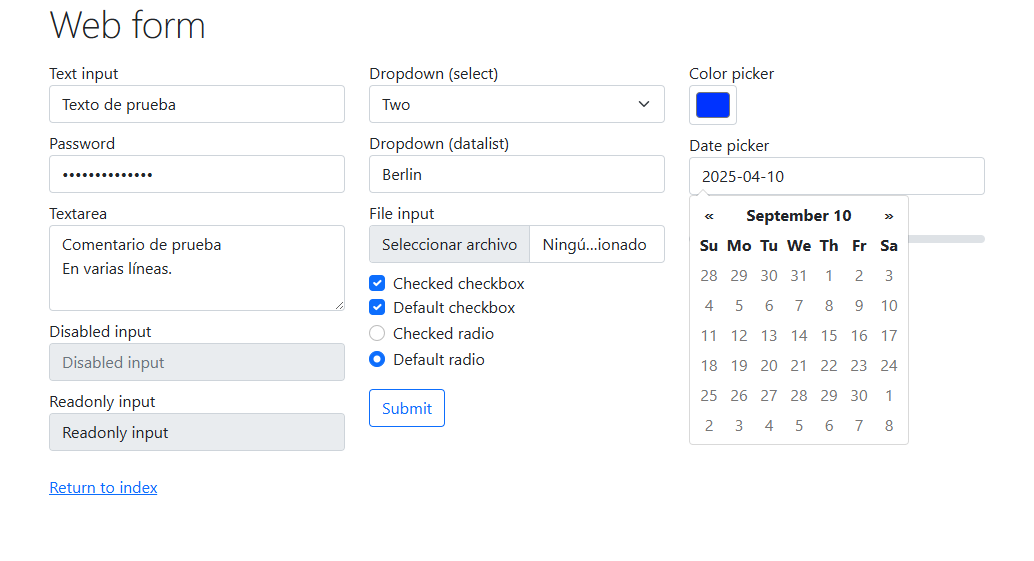 Web form
Text input
Texto de prueba
Password
••••••••••••••
Textarea
Comentario de prueba
En varias líneas.
Disabled input
Disabled input
Readonly input
Readonly input
Return to index
Dropdown (select)
Two
Dropdown (datalist)
Berlin
File input
Seleccionar archivo Ningú...ionado
Checked checkbox
Default checkbox
Checked radio
Default radio
Submit
Color picker
Date picker
2025-04-10
« September 10 »
Su Mo Tu We Th Fr Sa
28 29 30 31 1 2 3
4 5 6 7 8 9 10
11 12 13 14 15 16 17
18 19 20 21 22 23 24
25 26 27 28 29 30 1
2 3 4 5 6 7 8